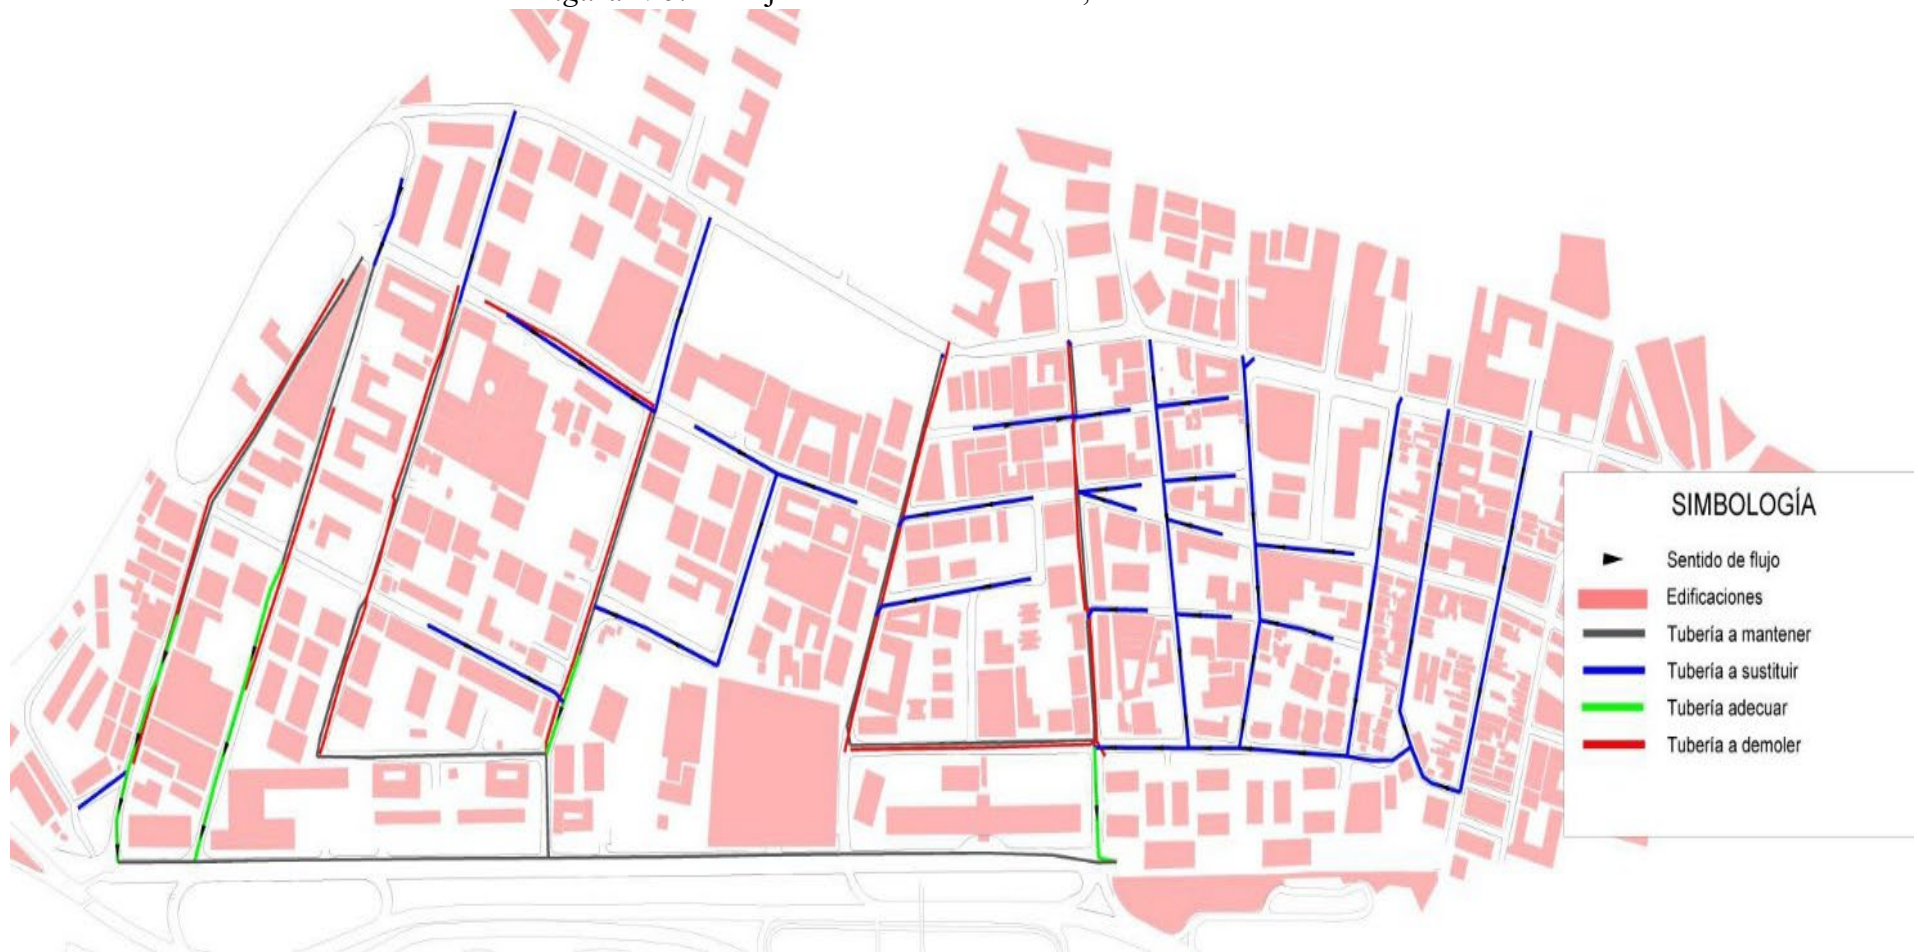 SIMBOLOGÍA
Sentido de flujo
Edificaciones
Tubería a mantener
Tubería a sustituir
Tubería adecuar
Tubería a demoler